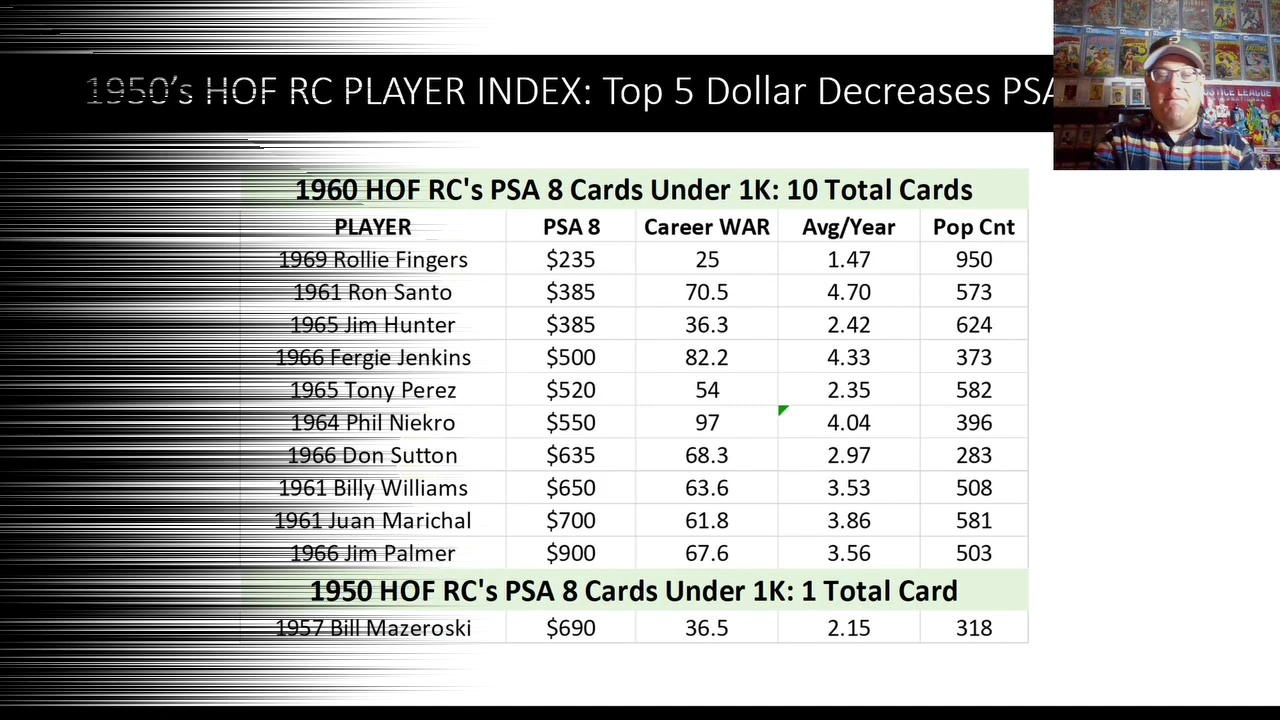 1950's HOF RC PLAYER INDEX: Top 5 Dollar Decreases PSA
JUSTICE LEAGUE
1960 HOF RC's PSA 8 Cards Under 1K: 10 Total Cards
PLAYER PSA 8 Career WAR Avg/Year Pop Cnt
1969 Rollie Fingers $235 25 1.47 950
1961 Ron Santo $385 70.5 4.70 573
1965 Jim Hunter $385 36.3 2.42 624
1966 Fergie Jenkins $500 82.2 4.33 373
1965 Tony Perez $520 54 2.35 582
1964 Phil Niekro $550 97 4.04 396
1966 Don Sutton $635 68.3 2.97 283
1961 Billy Williams $650 63.6 3.53 508
1961 Juan Marichal $700 61.8 3.86 581
1966 Jim Palmer $900 67.6 3.56 503
1950 HOF RC's PSA 8 Cards Under 1K: 1 Total Card
1957 Bill Mazeroski $690 36.5 2.15 318